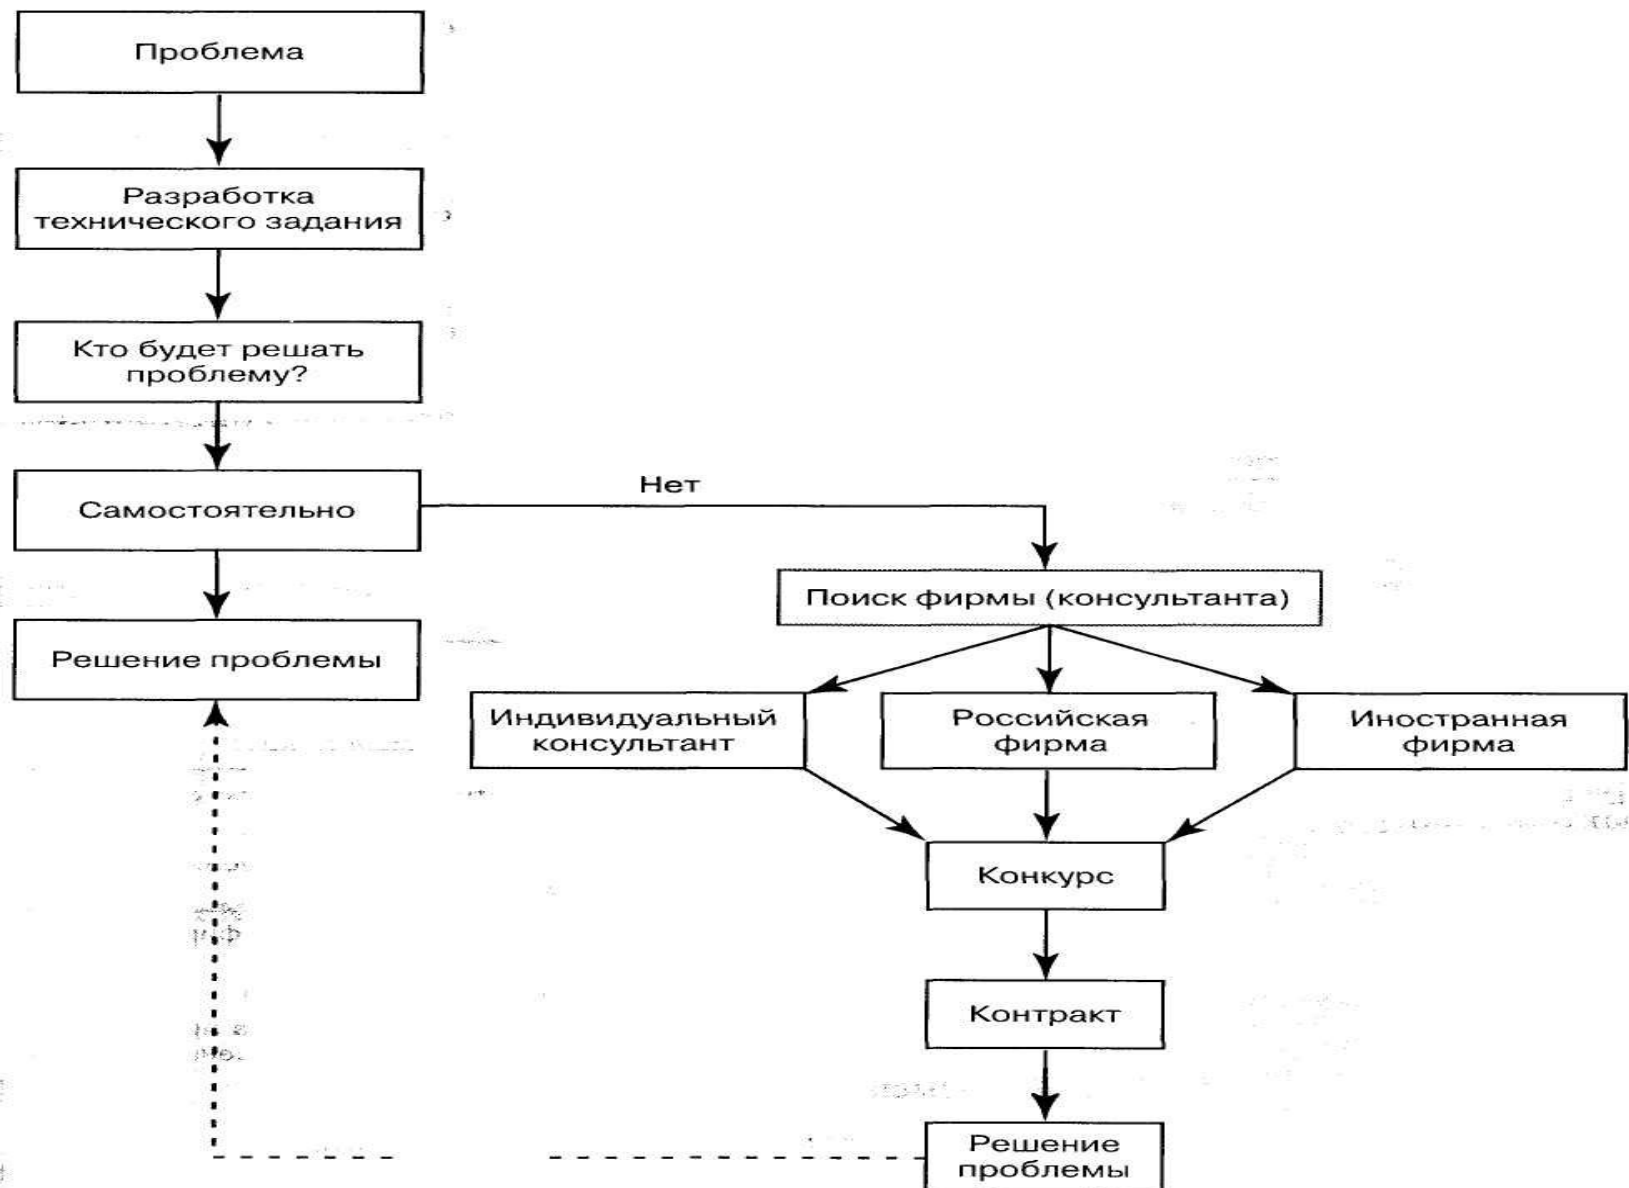 Проблема
Разработка
технического задания
Кто будет решать
проблему?
Самостоятельно
Нет
Поиск фирмы (консультанта)
Решение проблемы
Индивидуальный
консультант
Российская
фирма
Иностранная
фирма
Конкурс
Контракт
Решение
проблемы